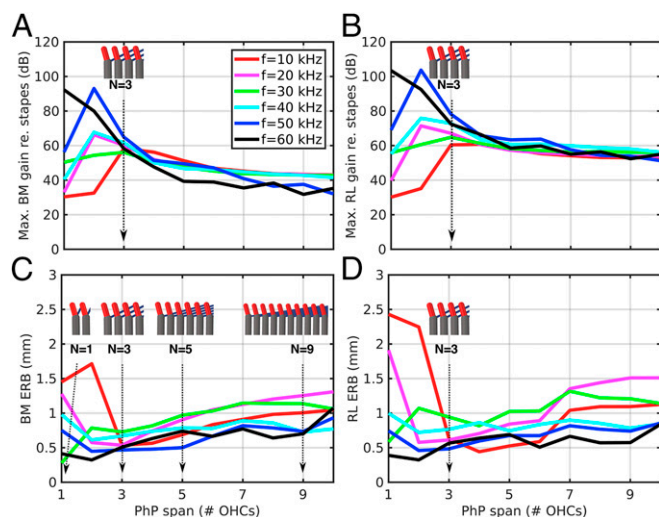 A
B
120
100
80
60
40
20
0
Max. BM gain re. stapes (dB)
N=3
f=10 kHz
f=20 kHz
f=30 kHz
f=40 kHz
f=50 kHz
f=60 kHz
120
100
80
60
40
20
0
Max. RL gain re. stapes (dB)
N=3
C
D
3
2.5
2
1.5
1
0.5
0
BM ERB (mm)
N=1 N=3 N=5 N=9
1 3 5 7 9
PhP span (# OHCs)
3
2.5
2
1.5
1
0.5
0
RL ERB (mm)
N=3
1 3 5 7 9
PhP span (# OHCs)